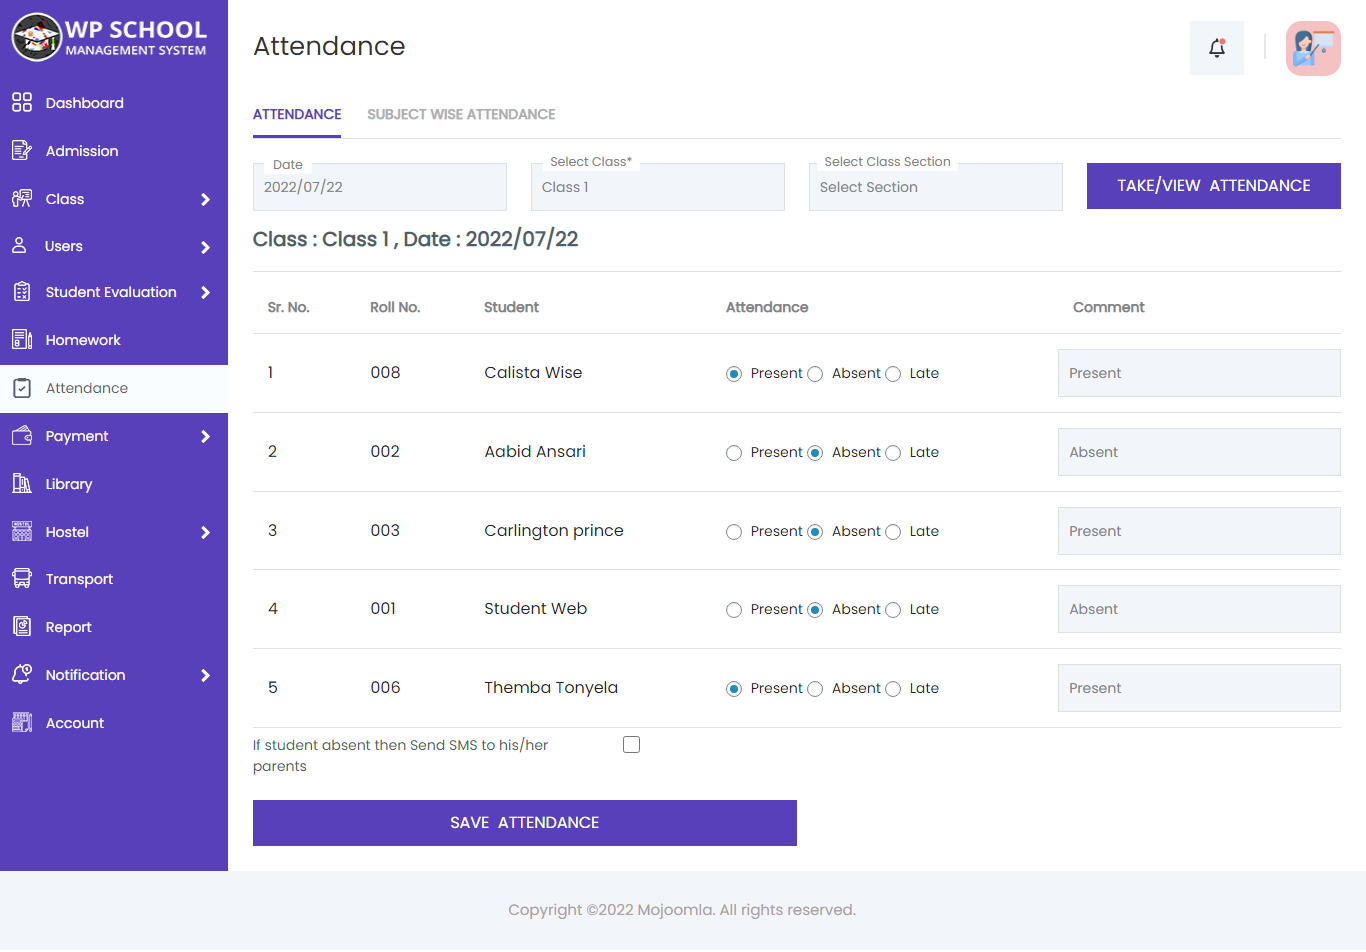 WP SCHOOL
MANAGEMENT SYSTEM
Dashboard
Admission
Class
Users
Student Evaluation
Homework
Attendance
Payment
Library
Hostel
Transport
Report
Notification
Account
Attendance
ATTENDANCE SUBJECT WISE ATTENDANCE
Date Select Class* Select Class Section
2022/07/22 Class 1 Select Section TAKE/VIEW ATTENDANCE
Class : Class 1 , Date : 2022/07/22
Sr. No. Roll No. Student Attendance Comment
1 008 Calista Wise Present Absent Late Present
2 002 Aabid Ansari Present Absent Late Absent
3 003 Carlington prince Present Absent Late Present
4 001 Student Web Present Absent Late Absent
5 006 Themba Tonyela Present Absent Late Present
If student absent then Send SMS to his/her
parents
SAVE ATTENDANCE
Copyright ©2022 Mojoomla. All rights reserved.